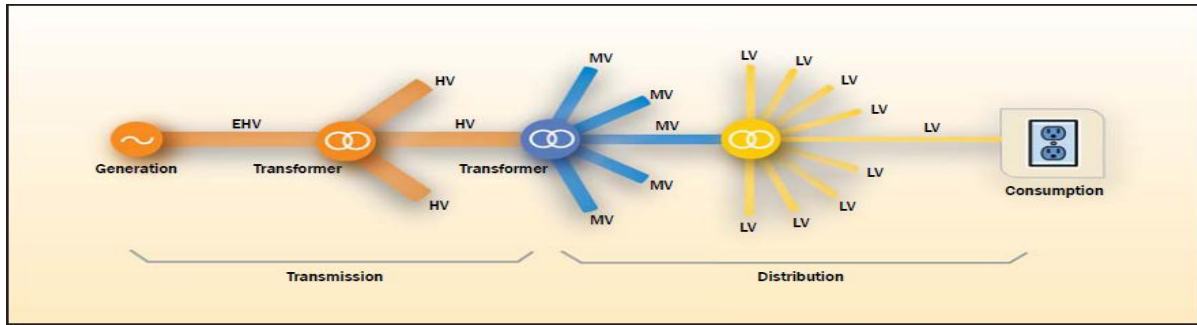 MV
LV
LV
HV
MV
LV
LV
EHV
HV
MV
LV
Generation
Transformer
Transformer
MV
LV
Consumption
HV
MV
LV
LV
LV
LV
Transmission
Distribution